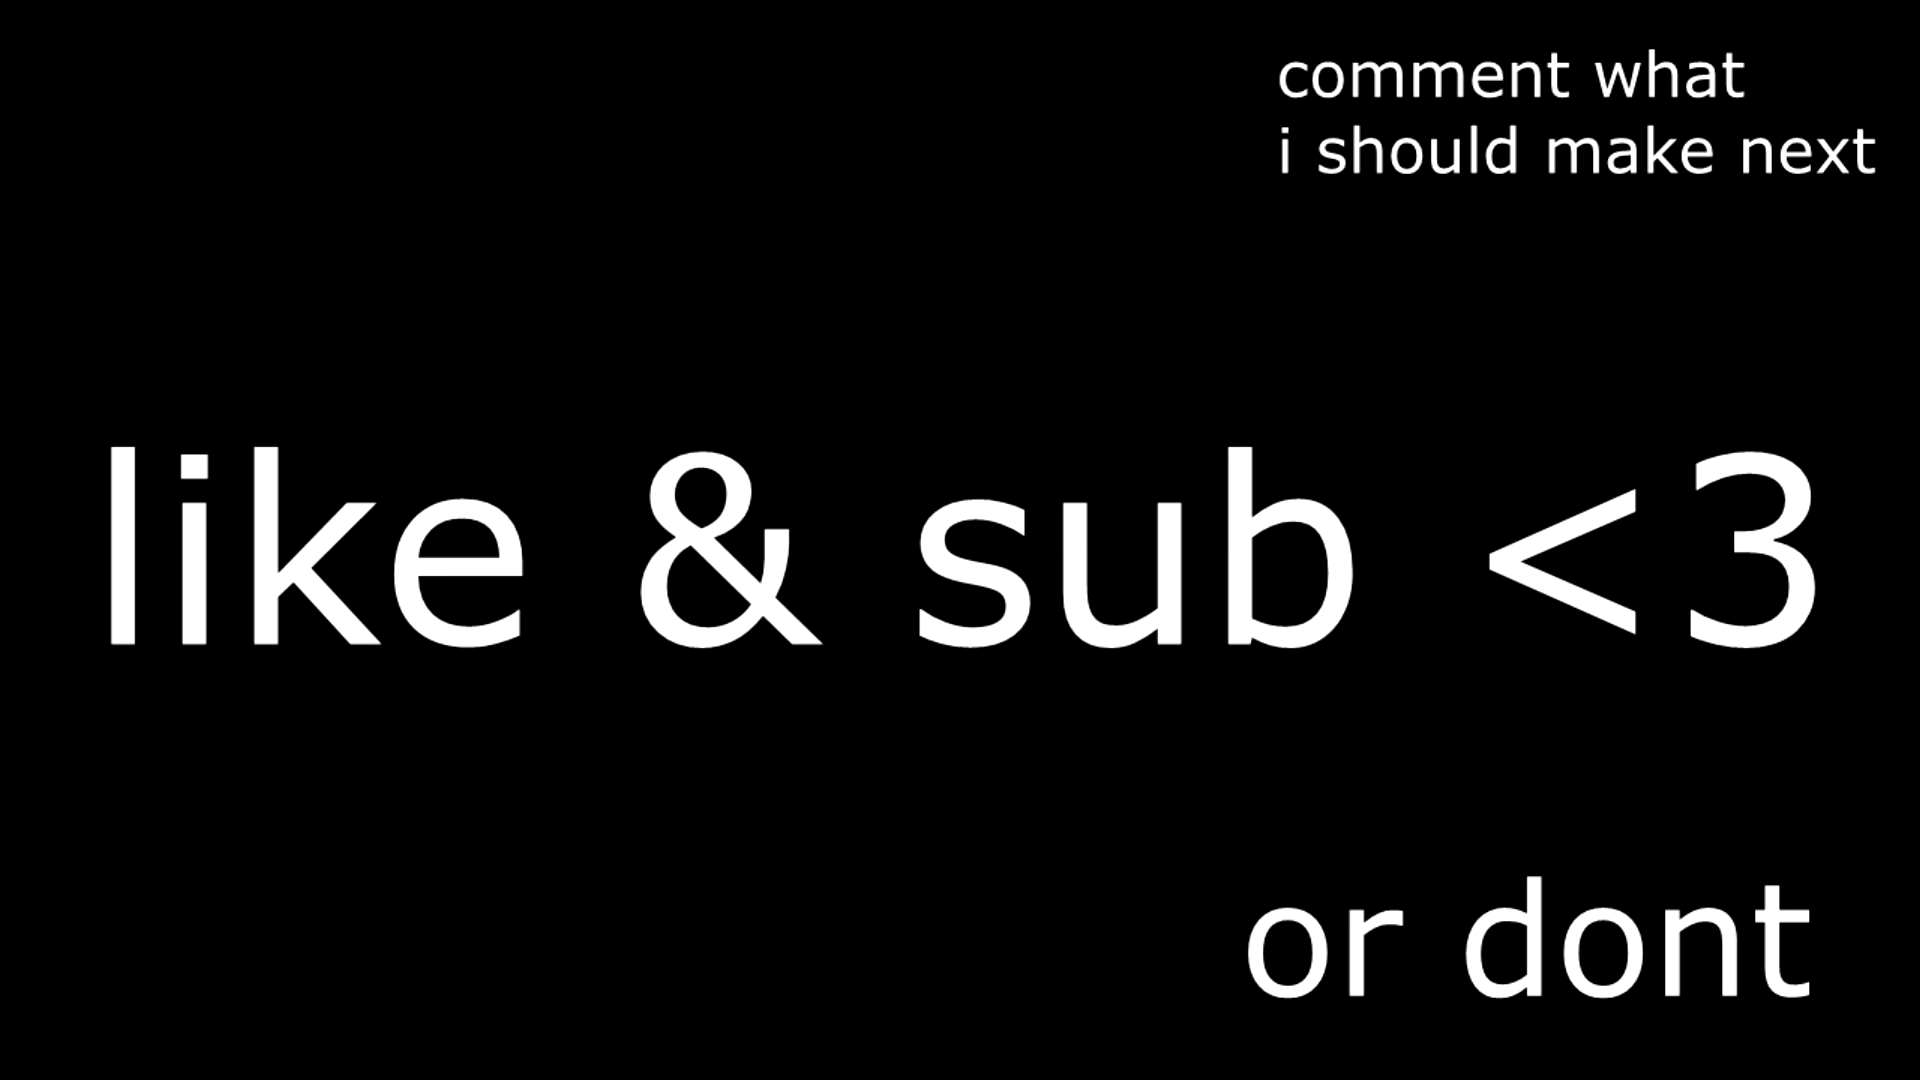 comment what
i should make next
like & sub <3
or dont